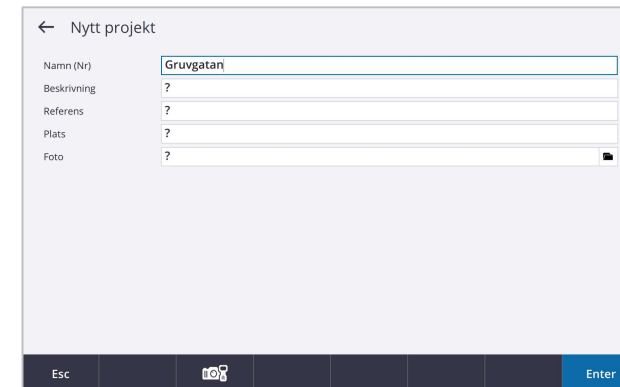 Nytt projekt
Namn (Nr) Gruvgatan
Beskrivning ?
Referens ?
Plats ?
Foto ?
Esc Enter